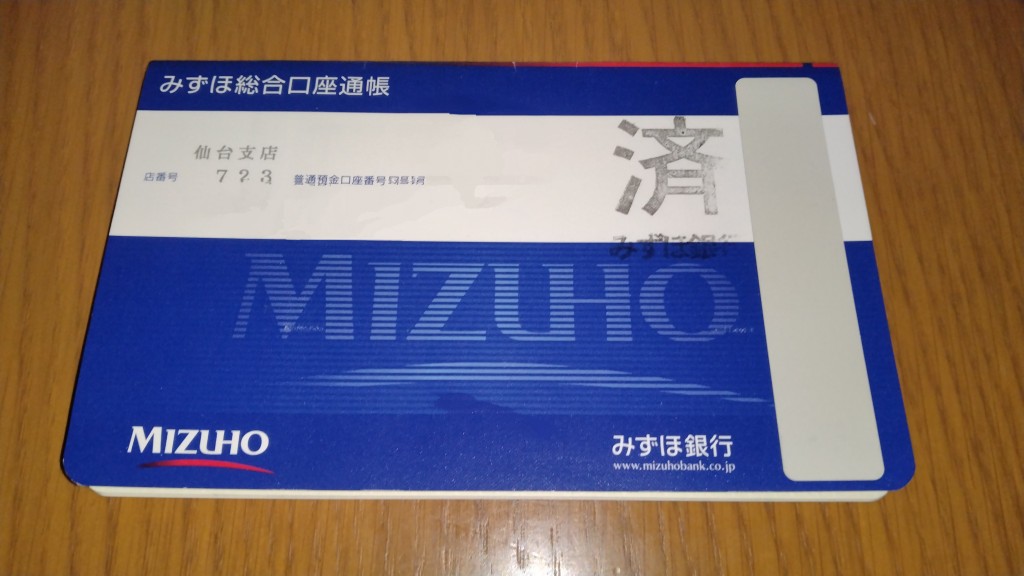 みずほ総合口座通帳
仙台支店
店番号 723 普通預金口座番号
済
みずほ銀行
MIZUHO
MIZUHO
みずほ銀行
www.mizuhobank.co.jp